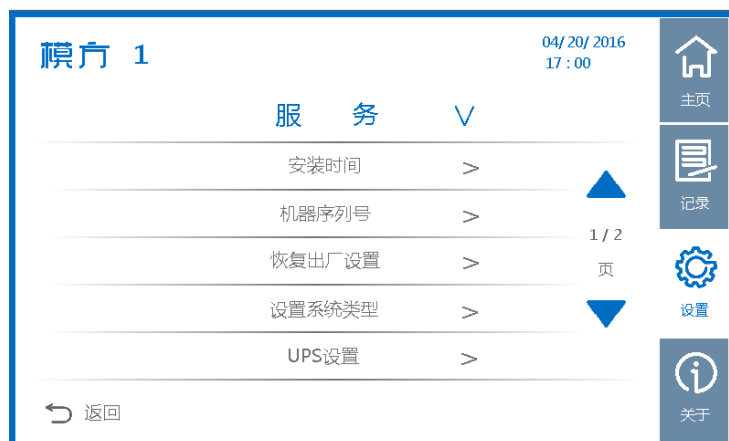 模方 1
04/20/2016
17 : 00
主页
服 务 ∨
安装时间 >
机器序列号 >
记录
1 / 2
恢复出厂设置 >
页
设置系统类型 >
设置
UPS设置 >
返回
关于